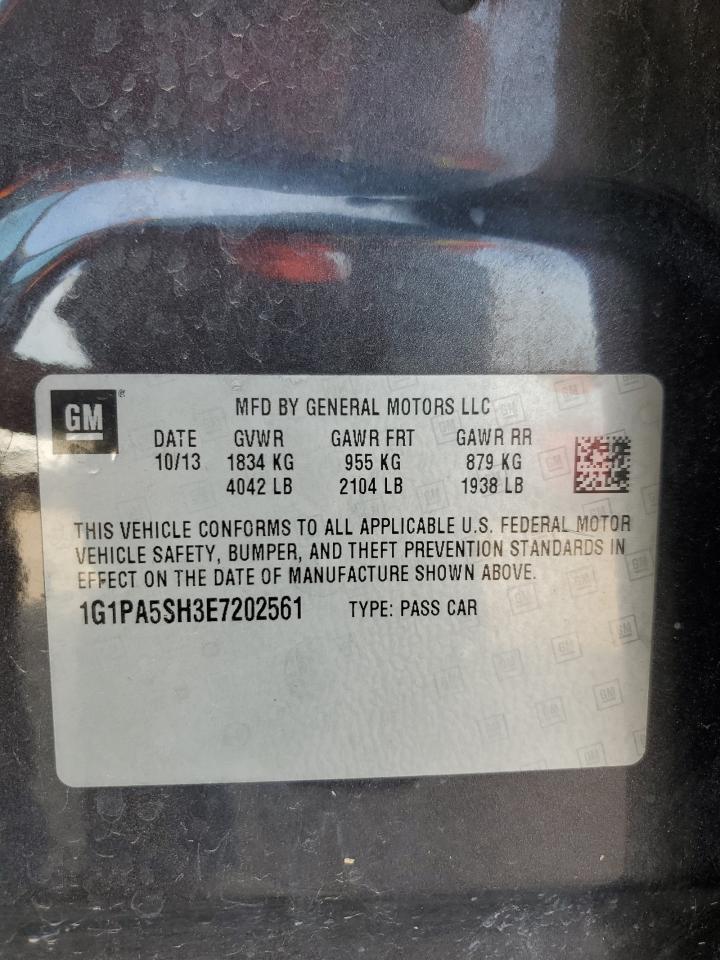 GM ®
MFD BY GENERAL MOTORS LLC
DATE GVWR GAWR FRT GAWR RR
10/13 1834 KG 955 KG 879 KG
4042 LB 2104 LB 1938 LB
THIS VEHICLE CONFORMS TO ALL APPLICABLE U.S. FEDERAL MOTOR
VEHICLE SAFETY, BUMPER, AND THEFT PREVENTION STANDARDS IN
EFFECT ON THE DATE OF MANUFACTURE SHOWN ABOVE.
1G1PA5SH3E7202561 TYPE: PASS CAR